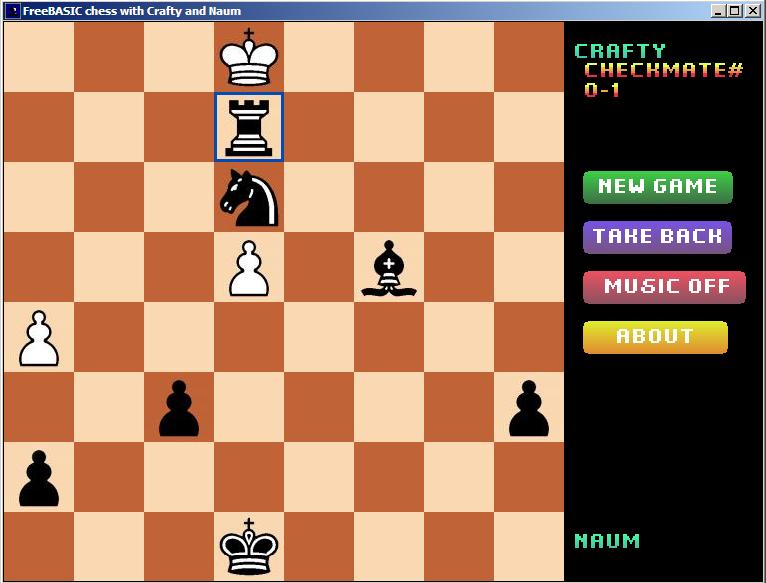 FreeBASIC chess with Crafty and Naum
CRAFTY
CHECKMATE#
0-1
NEW GAME
TAKE BACK
MUSIC OFF
ABOUT
NAUM